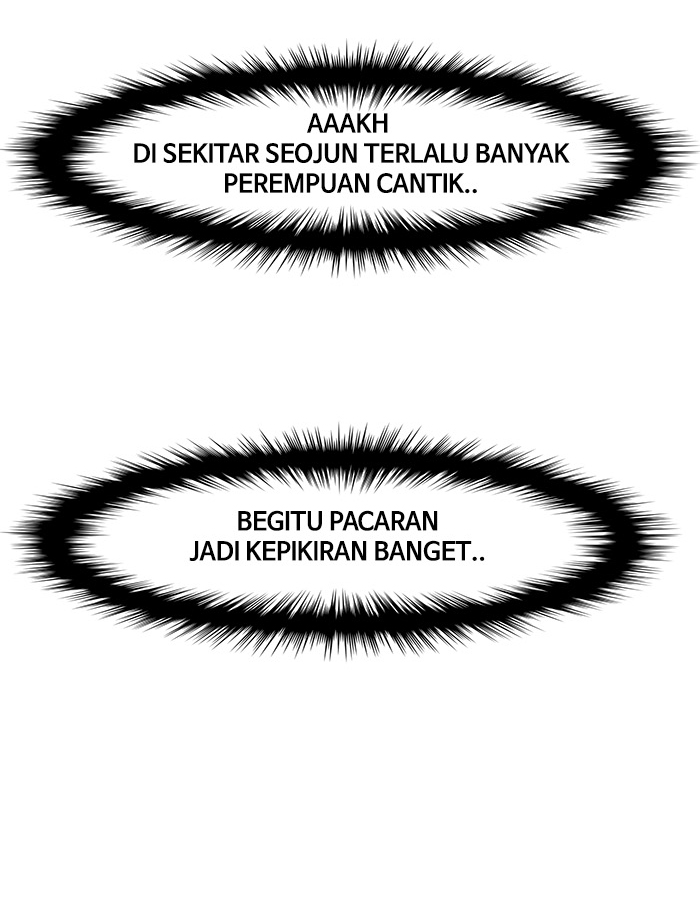 AAAKH
DI SEKITAR SEOJUN TERLALU BANYAK
PEREMPUAN CANTIK..
BEGITU PACARAN
JADI KEPIKIRAN BANGET..